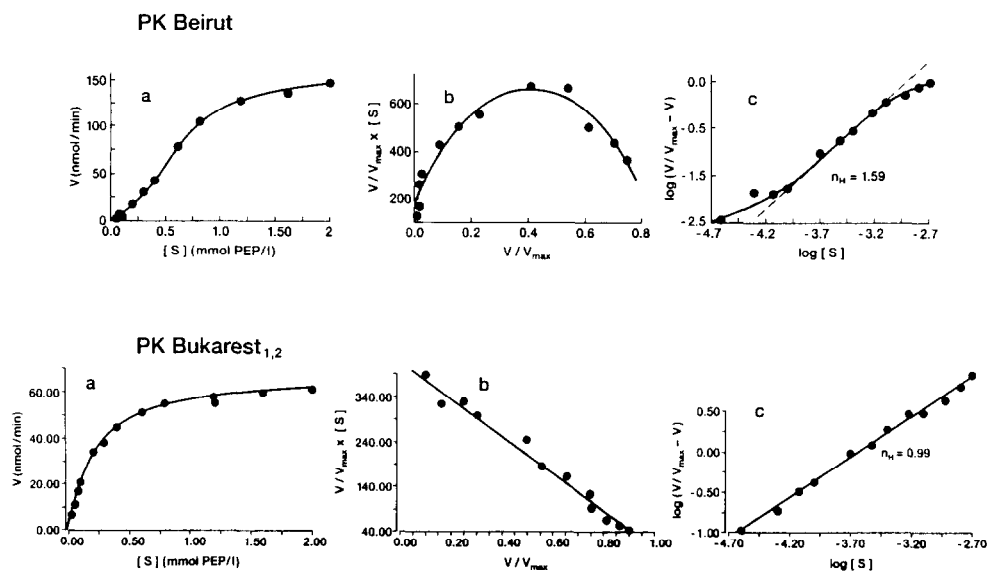 PK Beirut
a
V (nmol/min)
150
100
50
0
0.0
0.50
1.00
1.50
2.00
[ S ] (mmol PEP/l)
b
V / Vmax x [ S ]
600
400
200
0.0
0.2
0.4
0.6
0.8
V / Vmax
c
log ( V / Vmax - V )
0.0
-0.5
-1.0
-1.5
-2.5
nH = 1.59
-4.7
-4.2
-3.7
-3.2
-2.7
log [ S ]
PK Bukarest1,2
a
V (nmol/min)
60.00
40.00
20.00
0.00
0.00
0.50
1.00
1.50
2.00
[ S ] (mmol PEP/l)
b
V / Vmax x [ S ]
340.00
240.00
140.00
40.00
0.00
0.20
0.40
0.60
0.80
1.00
V / Vmax
c
log ( V / Vmax - V )
0.50
0.00
-0.50
-1.00
nH = 0.99
-4.70
-4.20
-3.70
-3.20
-2.70
log [ S ]